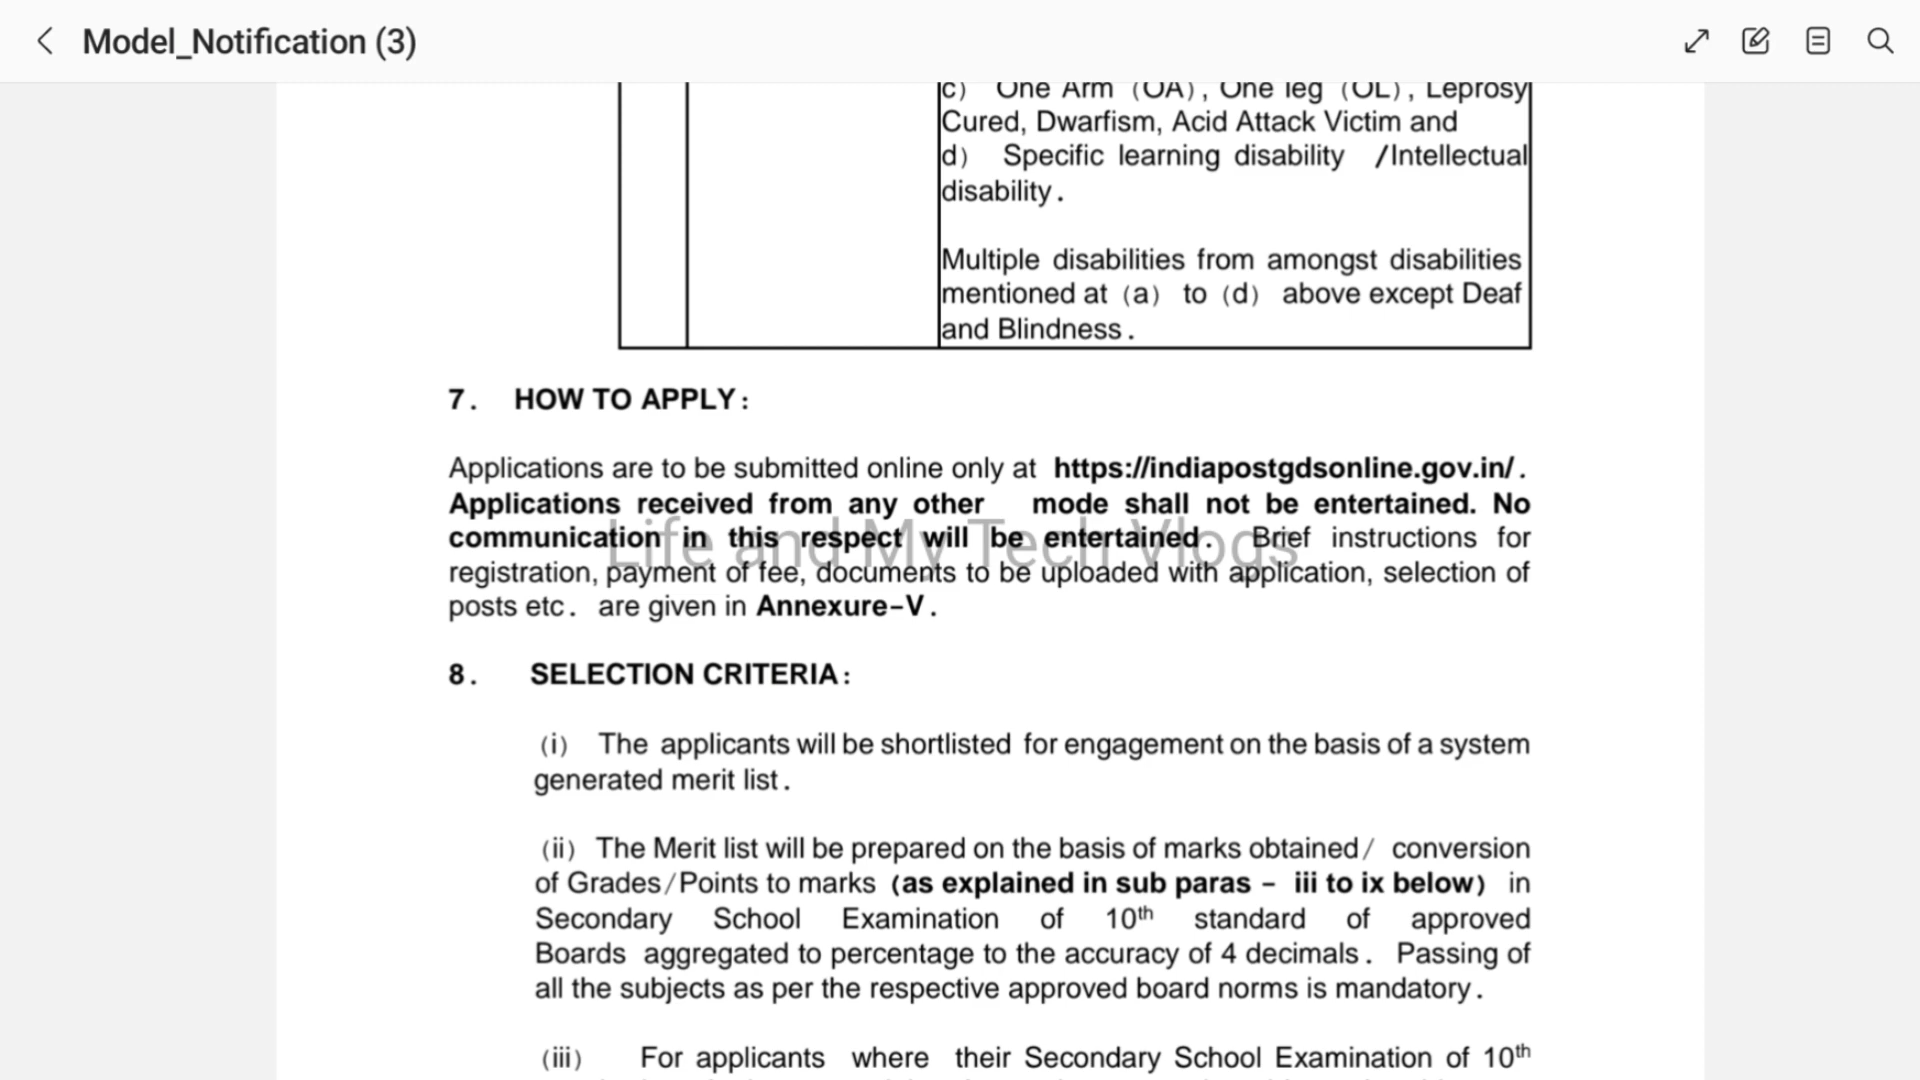 Model_Notification (3)
c) One Arm (OA), One leg (OL), Leprosy
Cured, Dwarfism, Acid Attack Victim and
d) Specific learning disability /Intellectual
disability.
Multiple disabilities from amongst disabilities
mentioned at (a) to (d) above except Deaf
and Blindness.
7. HOW TO APPLY:
Applications are to be submitted online only at https://indiapostgdsonline.gov.in/.
Applications received from any other mode shall not be entertained. No
communication in this respect will be entertained. Brief instructions for
Life and My Tech Vlogs
registration, payment of fee, documents to be uploaded with application, selection of
posts etc. are given in Annexure-V.
8. SELECTION CRITERIA:
(i) The applicants will be shortlisted for engagement on the basis of a system
generated merit list.
(ii) The Merit list will be prepared on the basis of marks obtained/ conversion
of Grades/Points to marks (as explained in sub paras - iii to ix below) in
Secondary School Examination of 10th standard of approved
Boards aggregated to percentage to the accuracy of 4 decimals. Passing of
all the subjects as per the respective approved board norms is mandatory.
(iii) For applicants where their Secondary School Examination of 10th